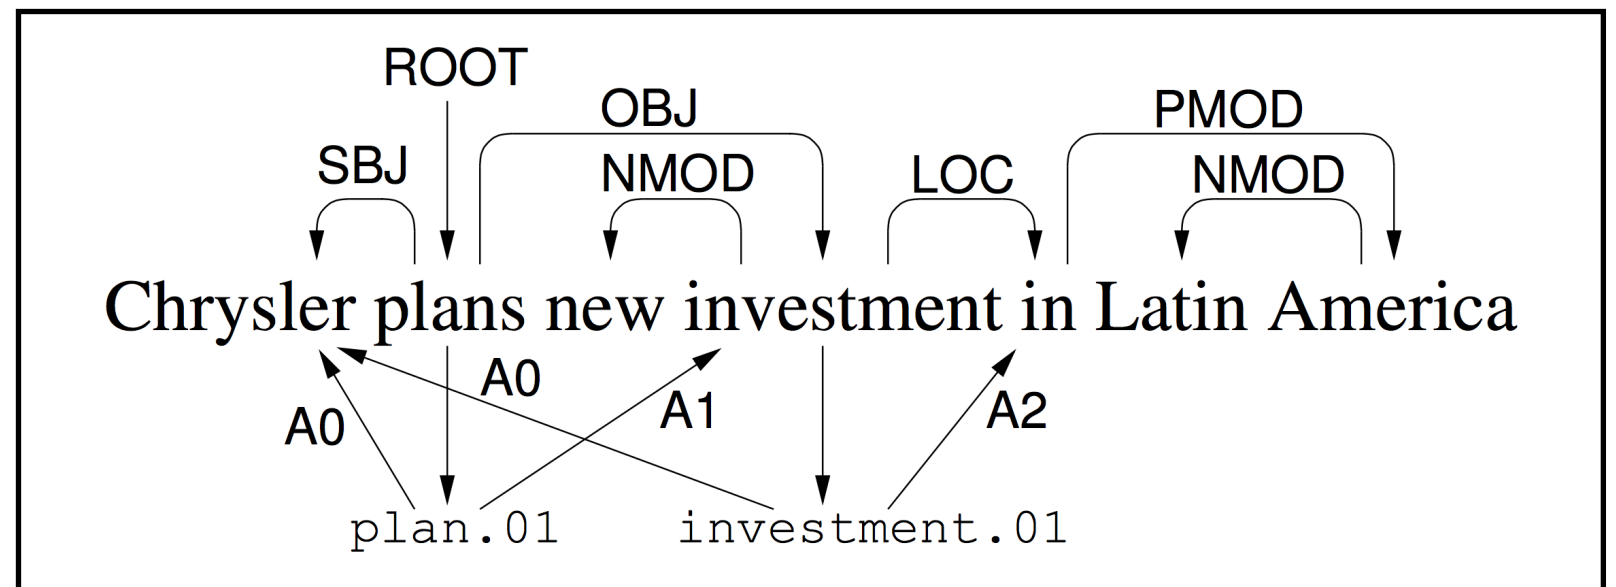 ROOT
OBJ PMOD
SBJ NMOD LOC NMOD
Chrysler plans new investment in Latin America
A0 A0 A1 A2
plan.01 investment.01